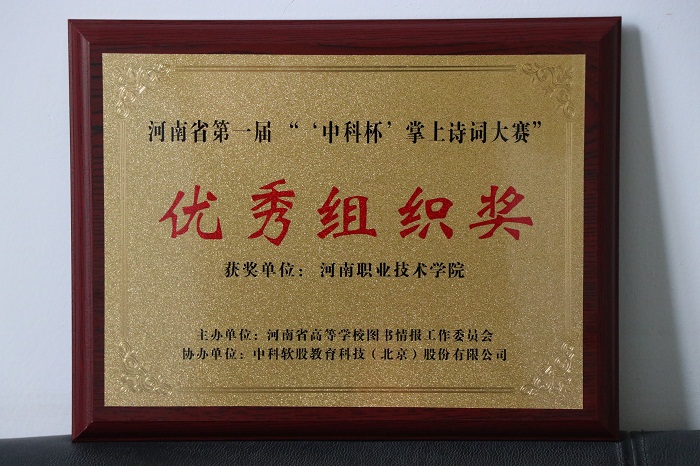 河南省第一届“‘中科杯’掌上诗词大赛”
优秀组织奖
获奖单位：河南职业技术学院
主办单位：河南省高等学校图书情报工作委员会
协办单位：中科软股教育科技（北京）股份有限公司